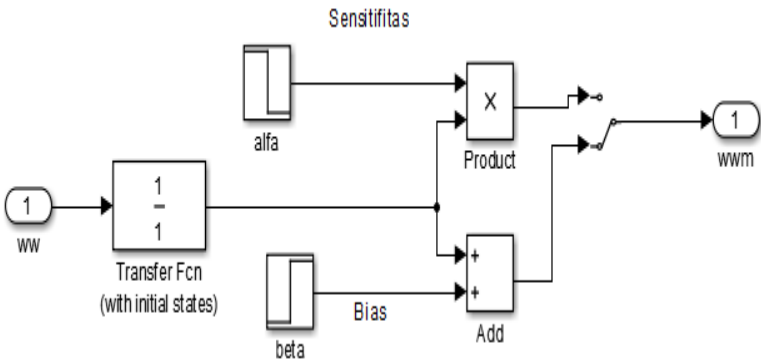 Sensitifitas
alfa
X
Product
1
wwm
1
ww
1
1
Transfer Fcn
(with initial states)
beta
Bias
+
+
Add